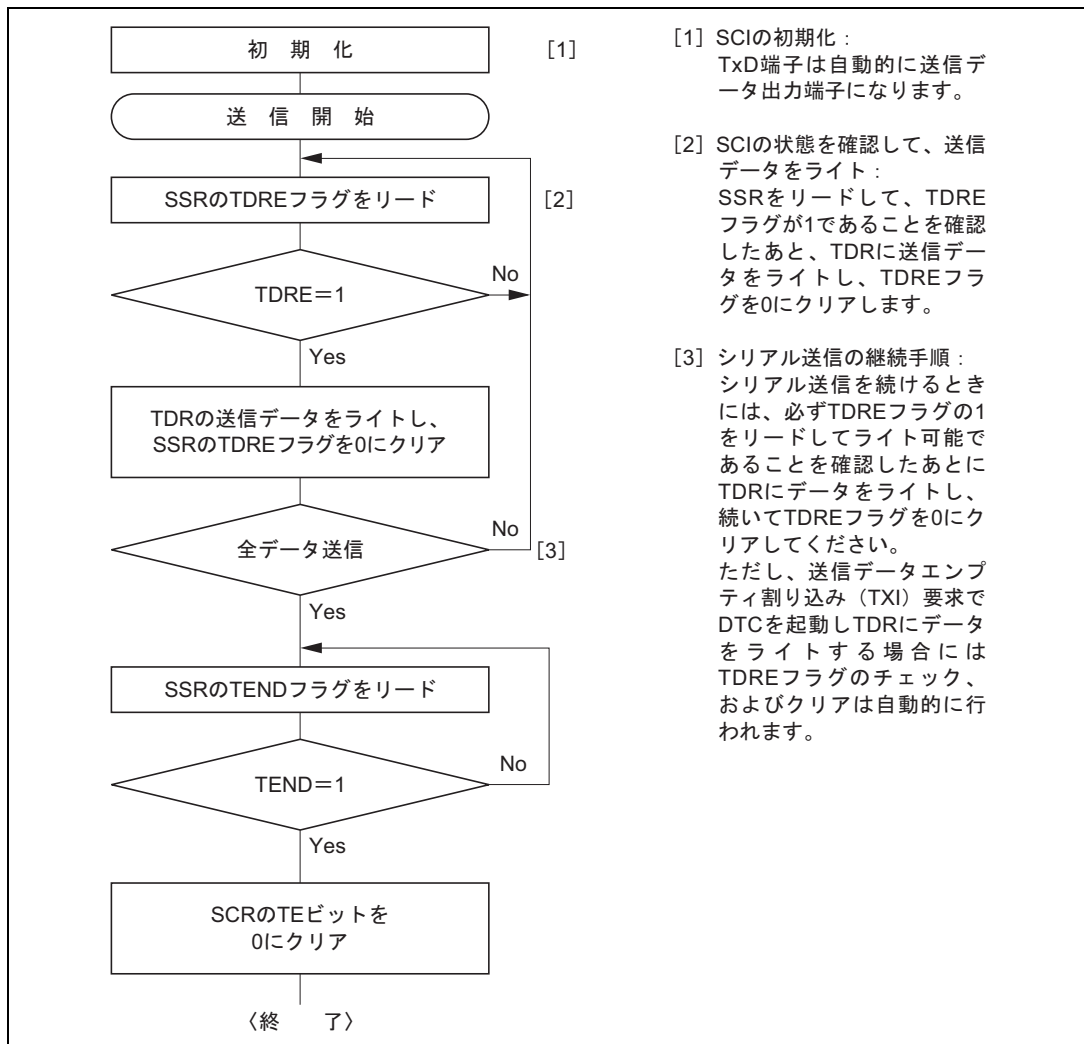 初 期 化 [1]
送 信 開 始
SSRのTDREフラグをリード [2]
TDRE＝1
No
Yes
TDRの送信データをライトし、
SSRのTDREフラグを0にクリア
全データ送信
No
[3]
Yes
SSRのTENDフラグをリード
TEND＝1
No
Yes
SCRのTEビットを
0にクリア
〈終 了〉
[1] SCIの初期化：
TxD端子は自動的に送信デ
ータ出力端子になります。
[2] SCIの状態を確認して、送信
データをライト：
SSRをリードして、TDRE
フラグが1であることを確認
したあと、TDRに送信デー
タをライトし、TDREフラ
グを0にクリアします。
[3] シリアル送信の継続手順：
シリアル送信を続けるとき
には、必ずTDREフラグの1
をリードしてライト可能で
あることを確認したあとに
TDRにデータをライトし、
続いてTDREフラグを0にク
リアしてください。
ただし、送信データエンプ
ティ割り込み（TXI）要求で
DTCを起動しTDRにデータ
をライトする場合には
TDREフラグのチェック、
およびクリアは自動的に行
われます。